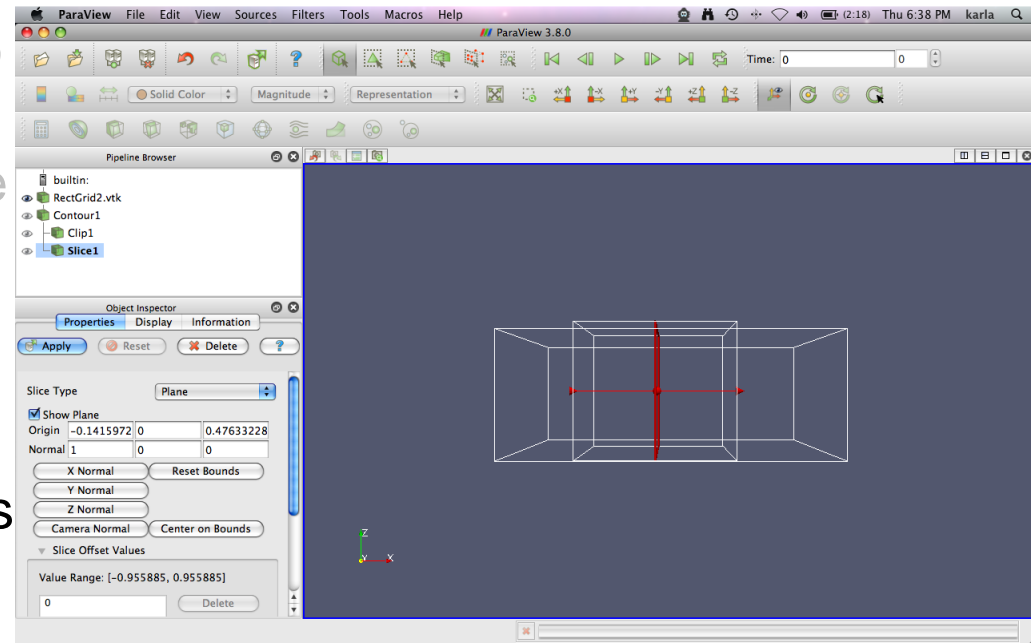 ParaView File Edit View Sources Filters Tools Macros Help (2:18) Thu 6:38 PM karla
ParaView 3.8.0
Time: 0 0
Solid Color Magnitude Representation +X -X +Y -Y +Z -Z
Pipeline Browser
builtin:
e
RectGrid2.vtk
Contour1
Clip1
Slice1
Object Inspector
Properties Display Information
Apply Reset Delete ?
Slice Type Plane
Show Plane
Origin -0.1415972 0 0.47633228
Normal 1 0 0
X Normal Reset Bounds
Y Normal
Z Normal
s
Camera Normal Center on Bounds
Slice Offset Values
Value Range: [-0.955885, 0.955885]
0 Delete
Z
Y X